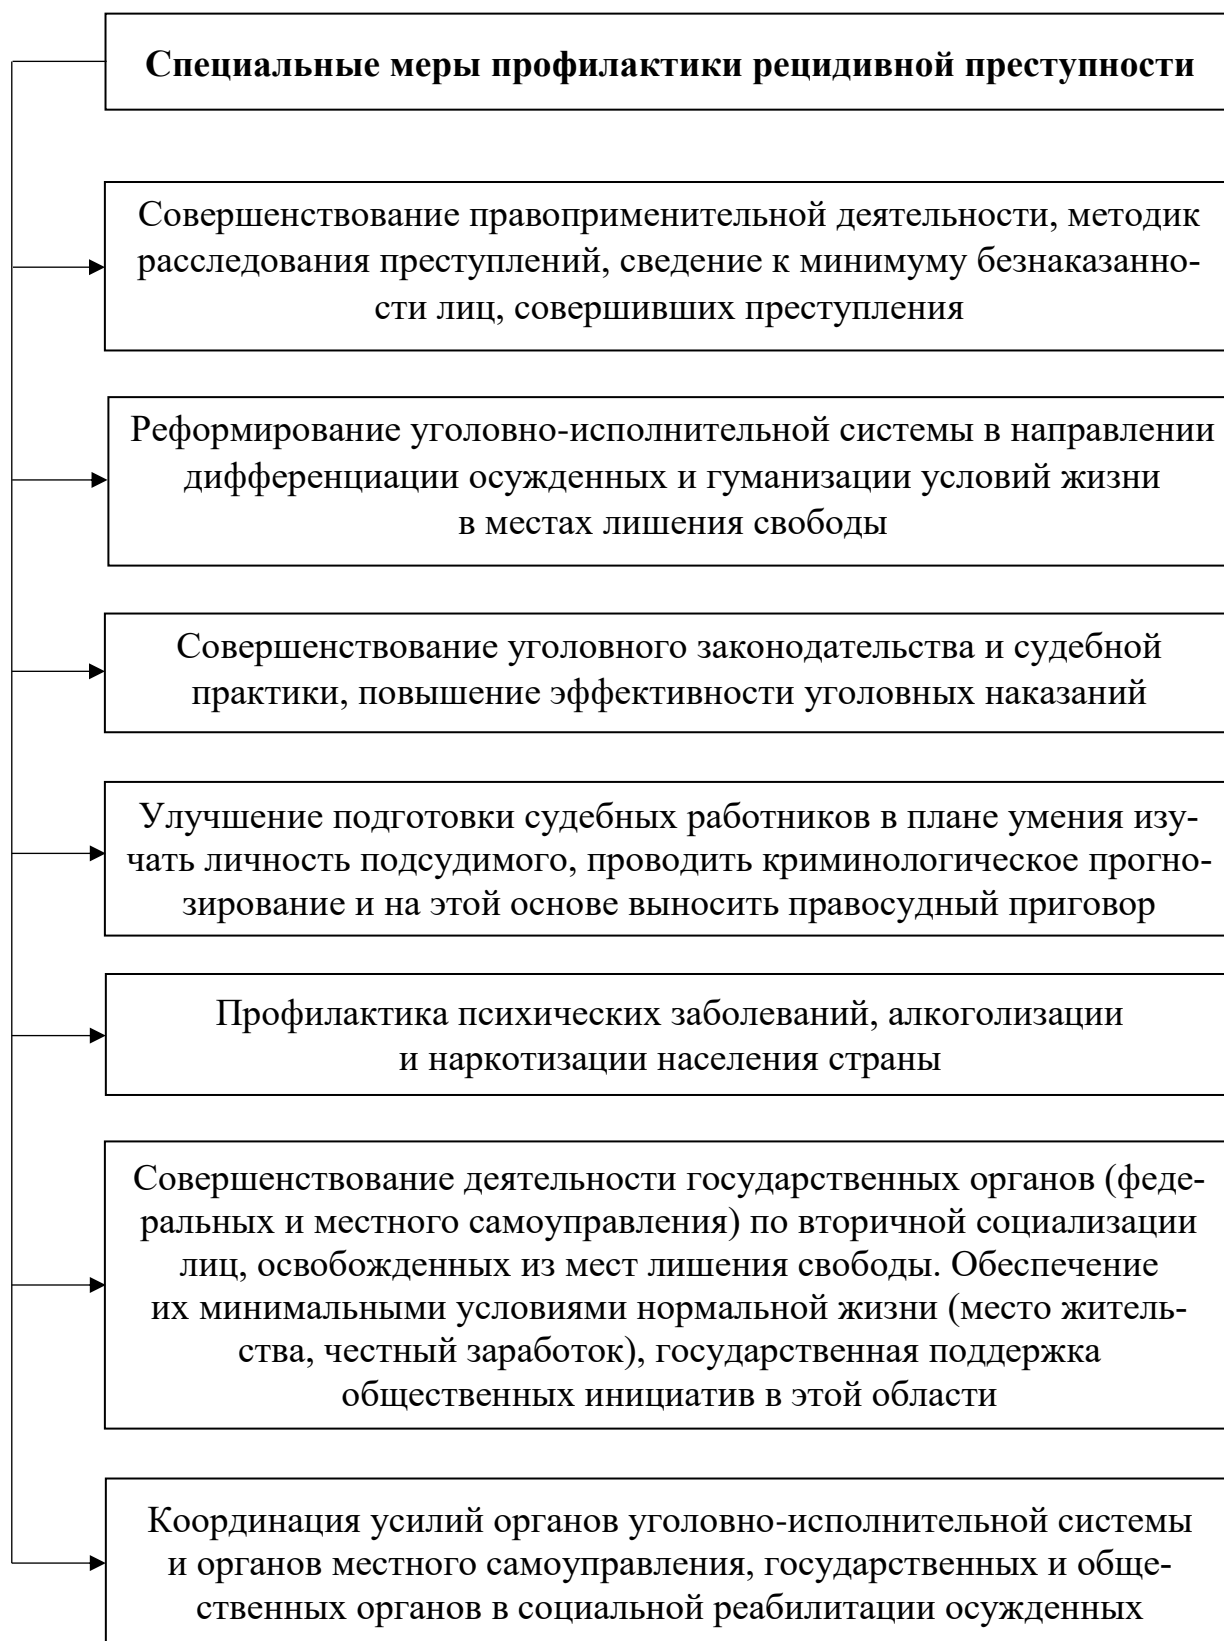 Специальные меры профилактики рецидивной преступности
Совершенствование правоприменительной деятельности, методик
расследования преступлений, сведение к минимуму безнаказанно-
сти лиц, совершивших преступления
Реформирование уголовно-исполнительной системы в направлении
дифференциации осужденных и гуманизации условий жизни
в местах лишения свободы
Совершенствование уголовного законодательства и судебной
практики, повышение эффективности уголовных наказаний
Улучшение подготовки судебных работников в плане умения изу-
чать личность подсудимого, проводить криминологическое прогно-
зирование и на этой основе выносить правосудный приговор
Профилактика психических заболеваний, алкоголизации
и наркотизации населения страны
Совершенствование деятельности государственных органов (феде-
ральных и местного самоуправления) по вторичной социализации
лиц, освобожденных из мест лишения свободы. Обеспечение
их минимальными условиями нормальной жизни (место житель-
ства, честный заработок), государственная поддержка
общественных инициатив в этой области
Координация усилий органов уголовно-исполнительной системы
и органов местного самоуправления, государственных и обще-
ственных органов в социальной реабилитации осужденных